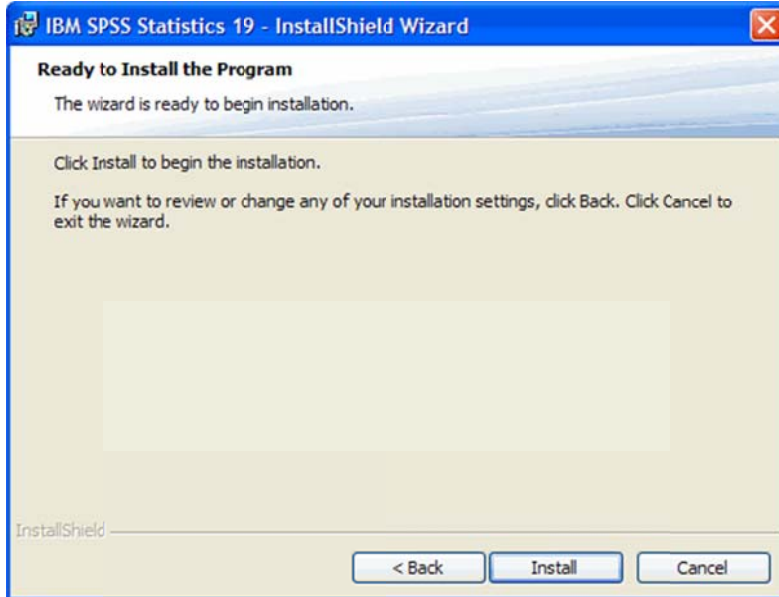 IBM SPSS Statistics 19 - InstallShield Wizard
Ready to Install the Program
The wizard is ready to begin installation.
Click Install to begin the installation.
If you want to review or change any of your installation settings, click Back. Click Cancel to
exit the wizard.
InstallShield
< Back
Install
Cancel